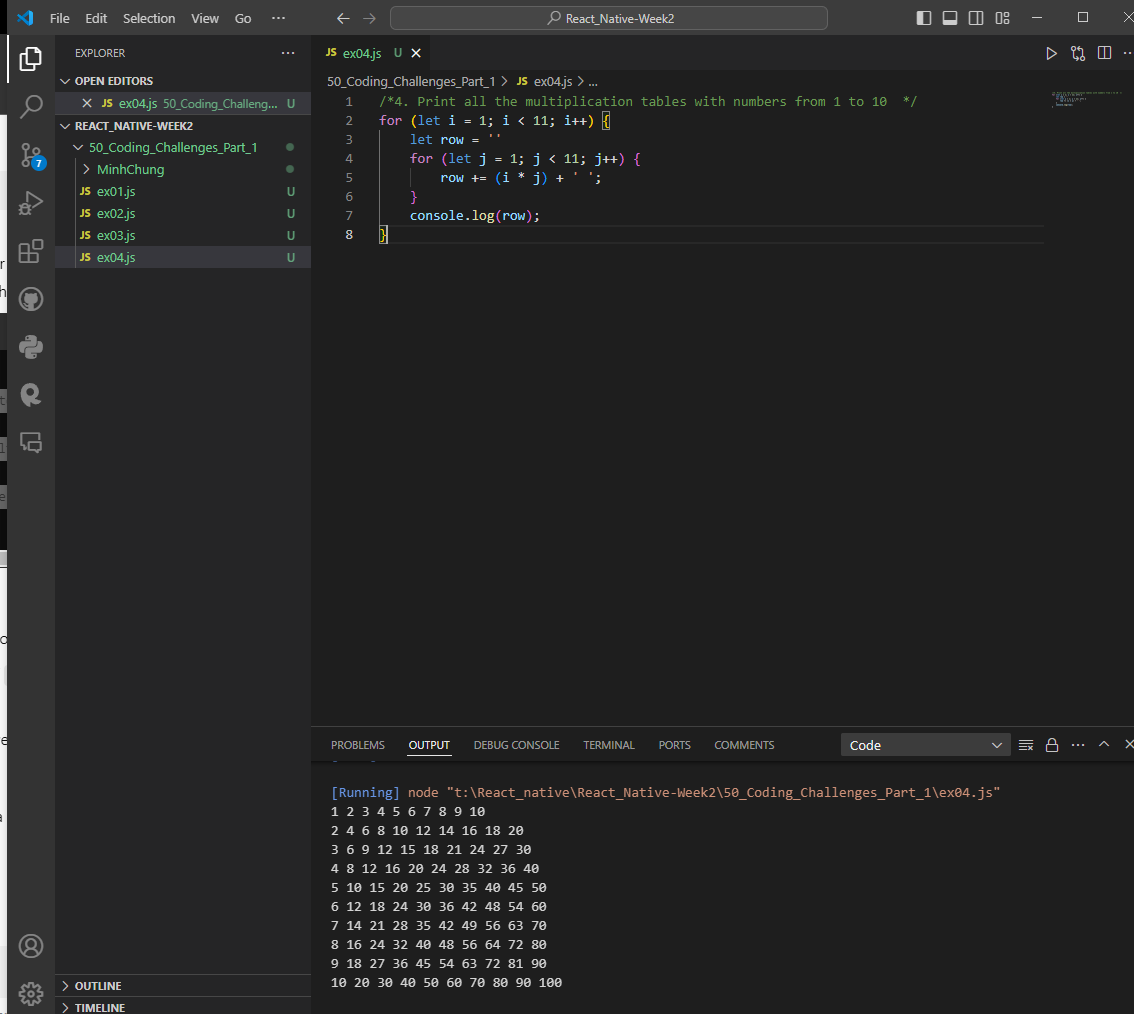 File Edit Selection View Go ··· React_Native-Week2
EXPLORER ···
OPEN EDITORS
JS ex04.js 50_Coding_Challeng... U
REACT_NATIVE-WEEK2
50_Coding_Challenges_Part_1
MinhChung
JS ex01.js U
JS ex02.js U
JS ex03.js U
JS ex04.js U
7
OUTLINE
TIMELINE
JS ex04.js U
50_Coding_Challenges_Part_1 > JS ex04.js > ...
1 /*4. Print all the multiplication tables with numbers from 1 to 10  */
2 for (let i = 1; i < 11; i++) {
3     let row = ''
4     for (let j = 1; j < 11; j++) {
5         row += (i * j) + ' ';
6     }
7     console.log(row);
8 }
PROBLEMS OUTPUT DEBUG CONSOLE TERMINAL PORTS COMMENTS Code ···
[Running] node "t:\React_native\React_Native-Week2\50_Coding_Challenges_Part_1\ex04.js"
1 2 3 4 5 6 7 8 9 10
2 4 6 8 10 12 14 16 18 20
3 6 9 12 15 18 21 24 27 30
4 8 12 16 20 24 28 32 36 40
5 10 15 20 25 30 35 40 45 50
6 12 18 24 30 36 42 48 54 60
7 14 21 28 35 42 49 56 63 70
8 16 24 32 40 48 56 64 72 80
9 18 27 36 45 54 63 72 81 90
10 20 30 40 50 60 70 80 90 100